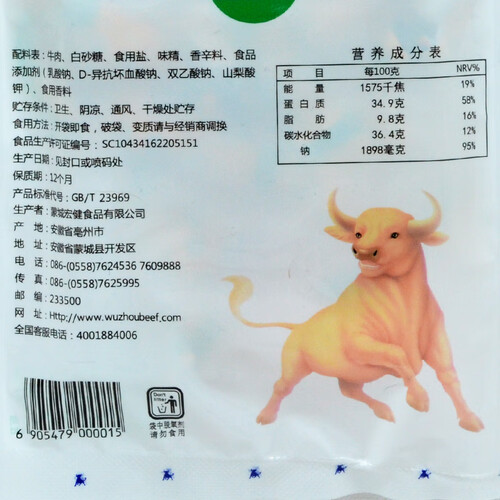 配料表: 牛肉、白砂糖、食用盐、味精、香辛料、食品
添加剂 (乳酸钠、D-异抗坏血酸钠、双乙酸钠、山梨酸
钾)、食用香料
贮存条件: 卫生、阴凉、通风、干燥处贮存
食用方法: 开袋即食，破袋、变质请与经销商调换
食品生产许可证编号: SC10434162205151
生产日期: 见封口或喷码处
保质期: 12个月
产品标准代号: GB/T 23969
生产者: 蒙城宏健食品有限公司
产 地: 安徽省亳州市
地 址: 安徽省蒙城县开发区
电 话: 086-(0558)7624536 7609888
传 真: 086-(0558)7625995
邮 编: 233500
网 址: Http://www.wuzhoubeef.com
全国客服电话: 4001884006
营养成分表
项 目 每100克 NRV%
能 量 1575千焦 19%
蛋白质 34.9克 58%
脂 肪 9.8克 16%
碳水化合物 36.4克 12%
钠 1898毫克 95%
Don't litter
袋中脱氧剂
请勿食用
6 905479 000015